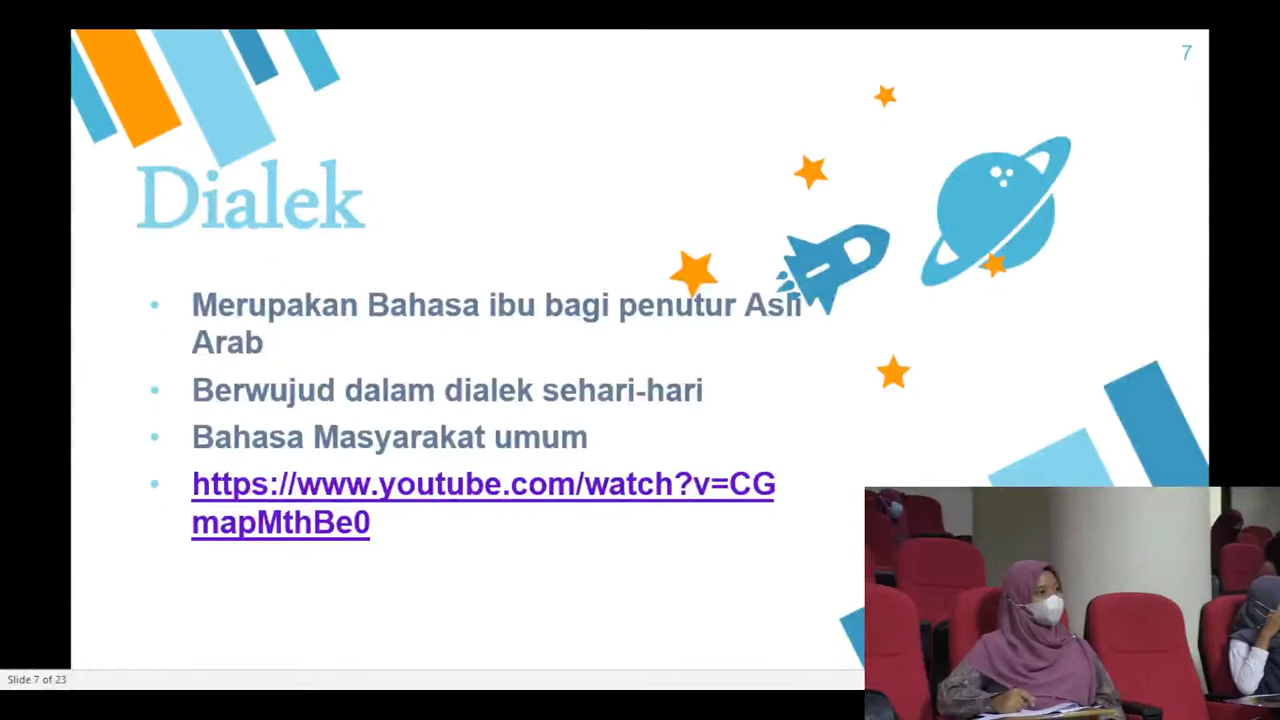 7
Dialek
• Merupakan Bahasa ibu bagi penutur Asli
Arab
• Berwujud dalam dialek sehari-hari
• Bahasa Masyarakat umum
• https://www.youtube.com/watch?v=CG
mapMthBe0
Slide 7 of 23